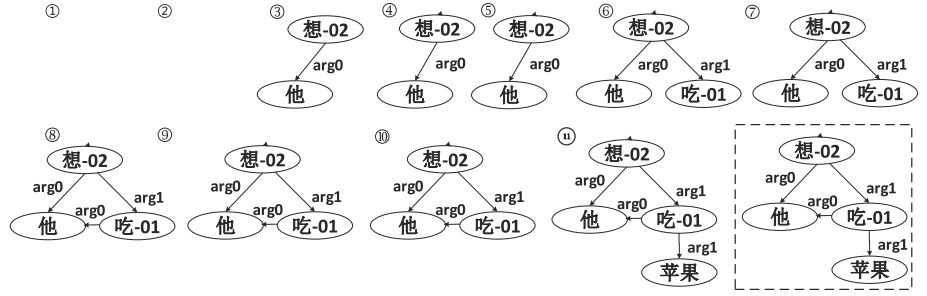 ① ② ③ ④ ⑤ ⑥ ⑦
想-02 想-02 想-02 想-02 想-02
arg0 arg0 arg0 arg0 arg1 arg0 arg1
他 他 他 他 吃-01 他 吃-01
⑧ ⑨ ⑩ ⑪
想-02 想-02 想-02 想-02 想-02
arg0 arg1 arg0 arg1 arg0 arg1 arg0 arg1 arg0 arg1
arg0 arg0 arg0 arg0 arg0
他 吃-01 他 吃-01 他 吃-01 他 吃-01 他 吃-01
arg1 arg1
苹果 苹果